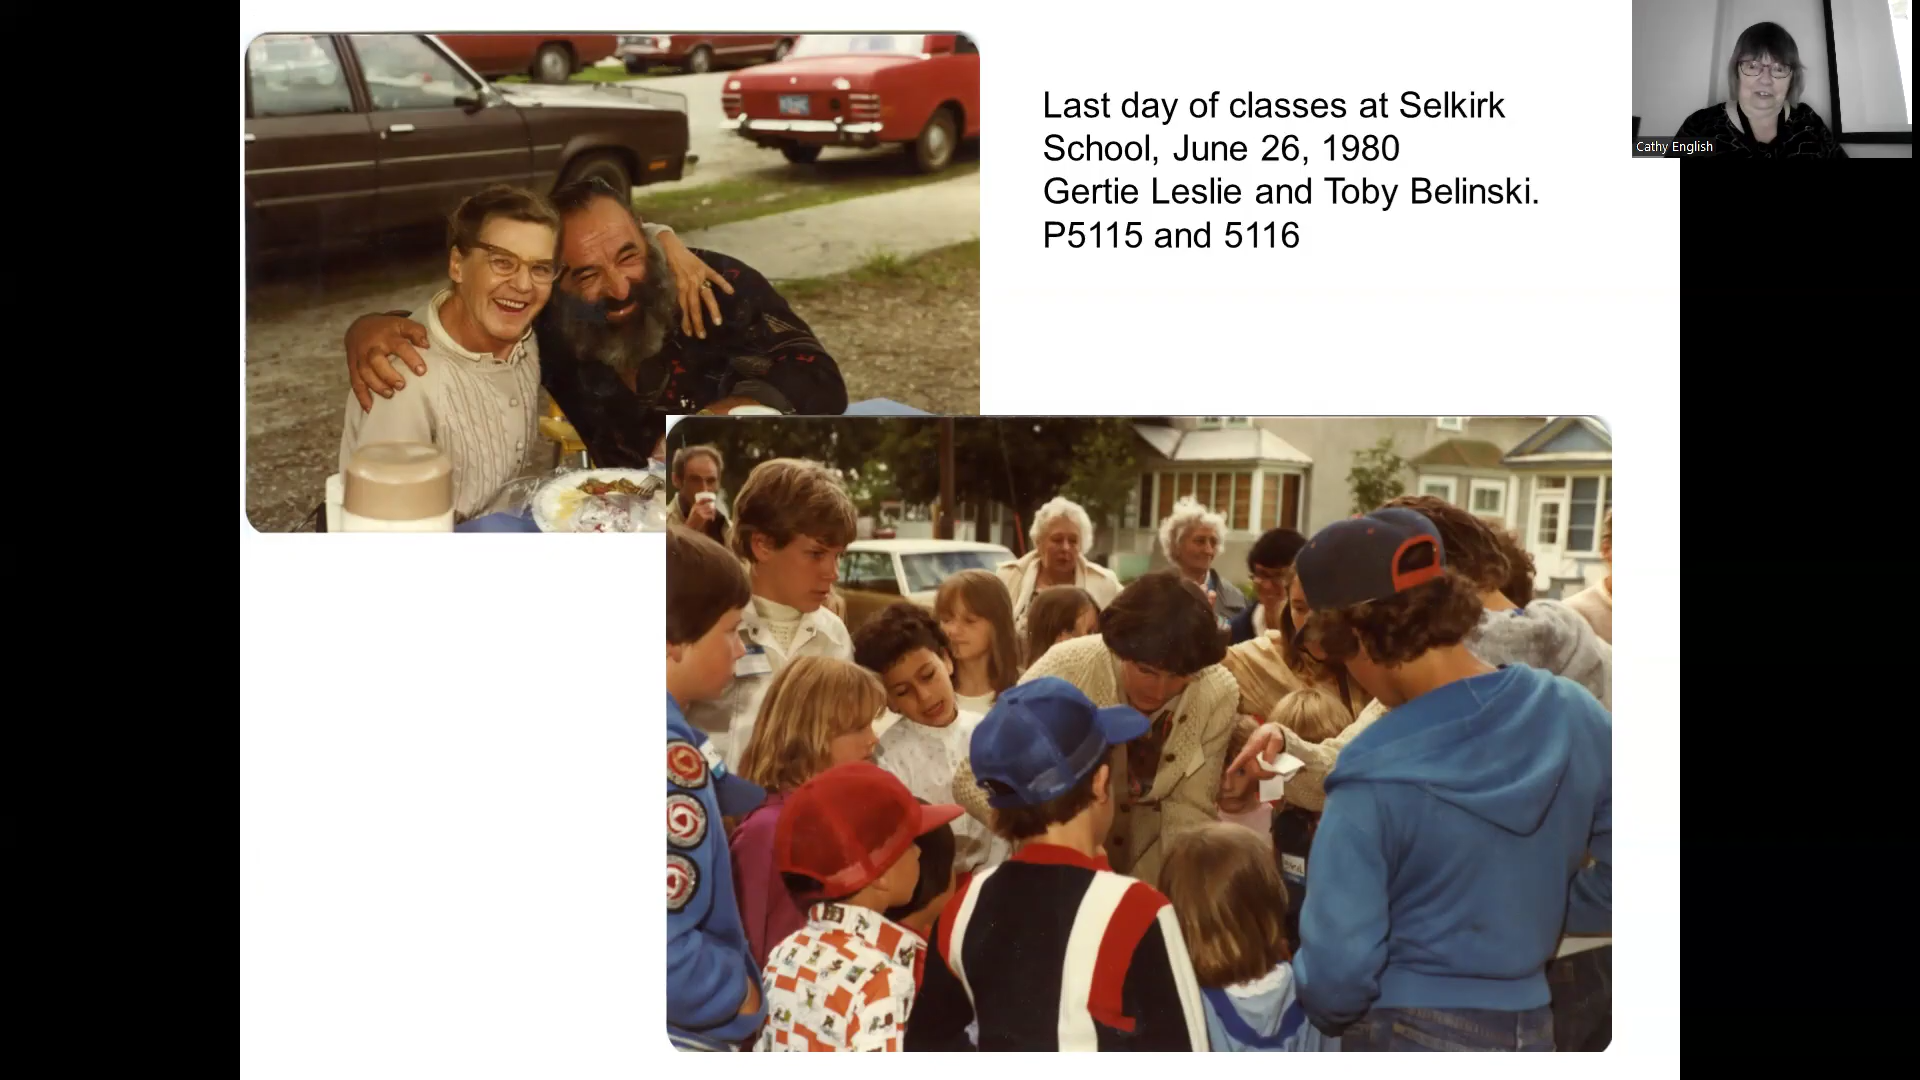 Last day of classes at Selkirk
School, June 26, 1980
Gertie Leslie and Toby Belinski.
P5115 and 5116
Cathy English